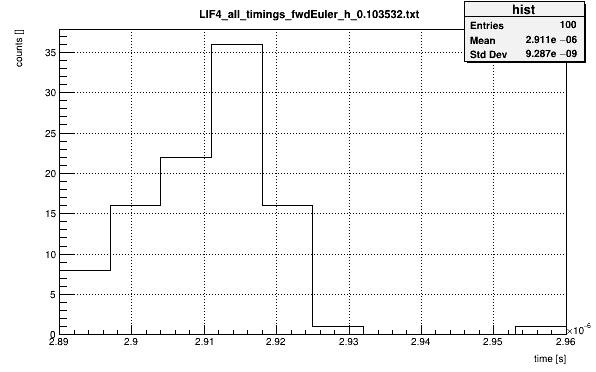 LIF4_all_timings_fwdEuler_h_0.103532.txt
hist
Entries 100
Mean 2.911e −06
Std Dev 9.287e −09
counts []
35
30
25
20
15
10
5
0
2.89 2.9 2.91 2.92 2.93 2.94 2.95 2.96
×10⁻⁶
time [s]